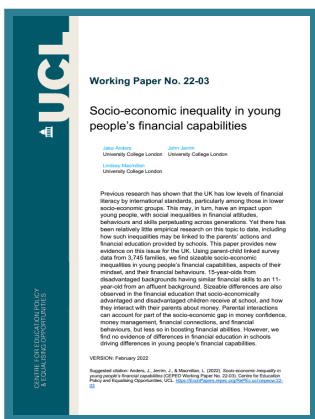 UCL
CENTRE FOR EDUCATION POLICY
& EQUALISING OPPORTUNITIES
Working Paper No. 22-03
Socio-economic inequality in young
people's financial capabilities
Jake Anders John Jerrim
University College London University College London
Lindsey Macmillan
University College London
Previous research has shown that the UK has low levels of financial
literacy by international standards, particularly among those in lower
socio-economic groups. This may, in turn, have an impact upon
young people, with social inequalities in financial attitudes,
behaviours and skills perpetuating across generations. Yet there has
been relatively little empirical research on this topic to date, including
how such inequalities may be linked to the parents' actions and
financial education provided by schools. This paper provides new
evidence on this issue for the UK. Using parent-child linked survey
data from 3,745 families, we find sizeable socio-economic
inequalities in young people's financial capabilities, aspects of their
mindset, and their financial behaviours. 15-year-olds from
disadvantaged backgrounds having similar financial skills to an 11-
year-old from an affluent background. Sizeable differences are also
observed in the financial education that socio-economically
advantaged and disadvantaged children receive at school, and how
they interact with their parents about money. Parental interactions
can account for part of the socio-economic gap in money confidence,
money management, financial connections, and financial
behaviours, but less so in boosting financial abilities. However, we
find no evidence of differences in financial education in schools
driving differences in young people's financial capabilities.
VERSION: February 2022
Suggested citation: Anders, J., Jerrim, J., & Macmillan, L. (2022). Socio-economic inequality in
young people's financial capabilities (CEPEO Working Paper No. 22-03). Centre for Education
Policy and Equalising Opportunities, UCL. https://EconPapers.repec.org/RePEc:ucl:cepeow:22-
03